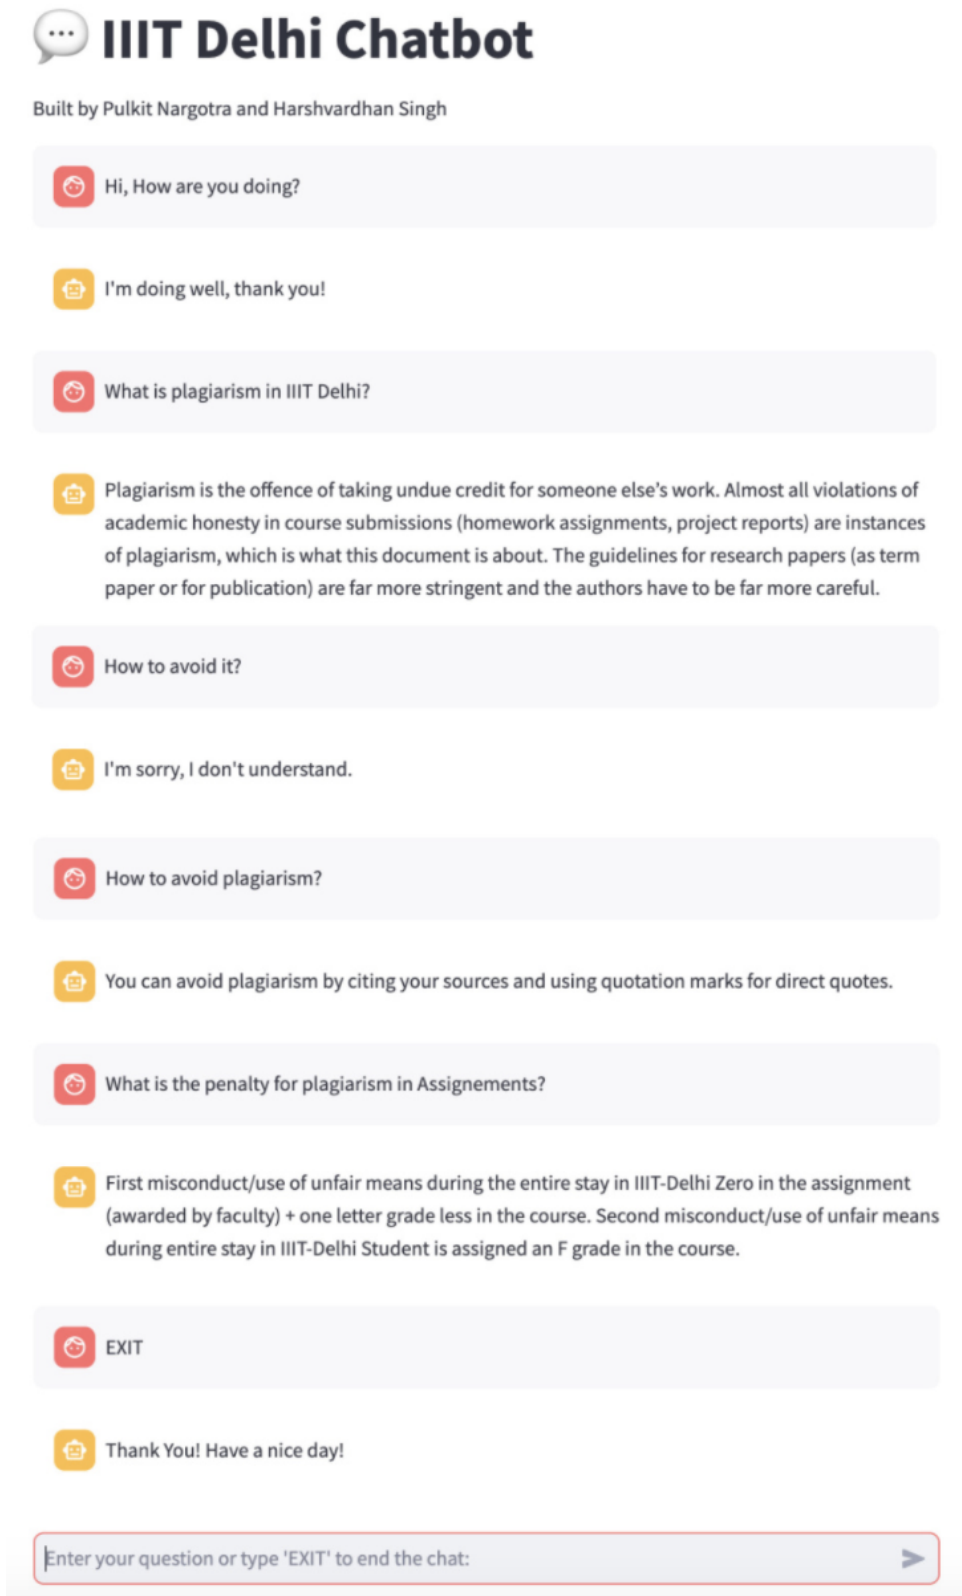 IIIT Delhi Chatbot
Built by Pulkit Nargotra and Harshvardhan Singh
Hi, How are you doing?
I'm doing well, thank you!
What is plagiarism in IIIT Delhi?
Plagiarism is the offence of taking undue credit for someone else’s work. Almost all violations of
academic honesty in course submissions (homework assignments, project reports) are instances
of plagiarism, which is what this document is about. The guidelines for research papers (as term
paper or for publication) are far more stringent and the authors have to be far more careful.
How to avoid it?
I'm sorry, I don't understand.
How to avoid plagiarism?
You can avoid plagiarism by citing your sources and using quotation marks for direct quotes.
What is the penalty for plagiarism in Assignements?
First misconduct/use of unfair means during the entire stay in IIIT-Delhi Zero in the assignment
(awarded by faculty) + one letter grade less in the course. Second misconduct/use of unfair means
during entire stay in IIIT-Delhi Student is assigned an F grade in the course.
EXIT
Thank You! Have a nice day!
Enter your question or type 'EXIT' to end the chat: